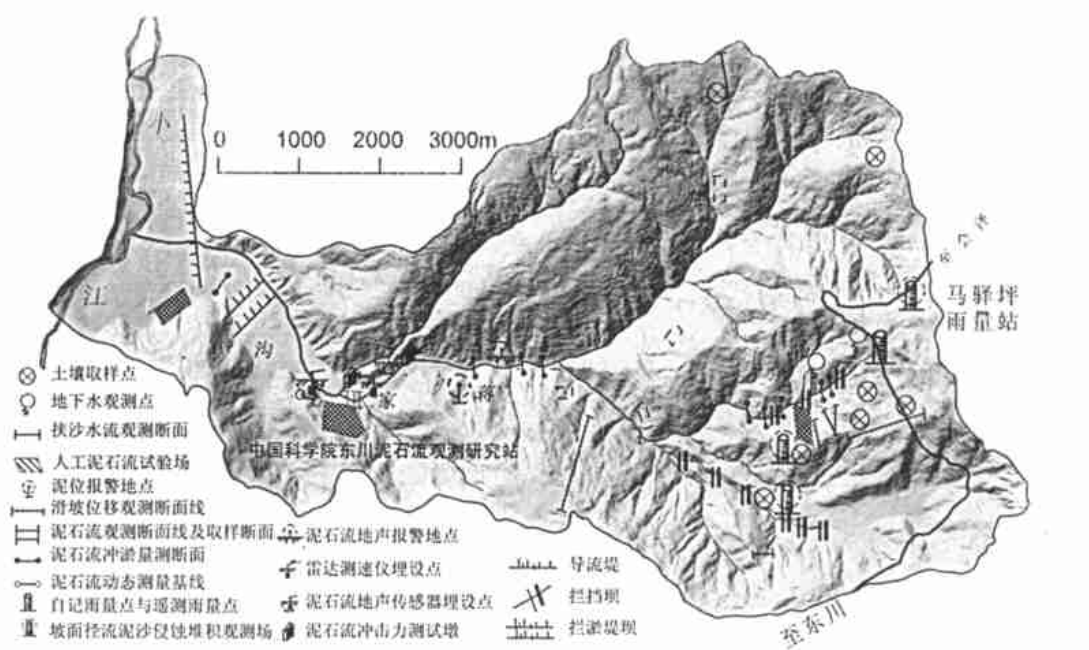 小
江
0 1000 2000 3000m
马驿坪
雨量站
沟
家
蒋
中国科学院东川泥石流观测研究站
至东川
土壤取样点
地下水观测点
挟沙水流观测断面
人工泥石流试验场
泥位报警地点
滑坡位移观测断面线
泥石流观测断面线及取样断面
泥石流冲淤量测断面
泥石流动态测量基线
自记雨量点与遥测雨量点
坡面径流泥沙侵蚀堆积观测场
泥石流地声报警地点
雷达测速仪埋设点
泥石流地声传感器埋设点
泥石流冲击力测试墩
导流堤
拦挡坝
拦淤堤坝